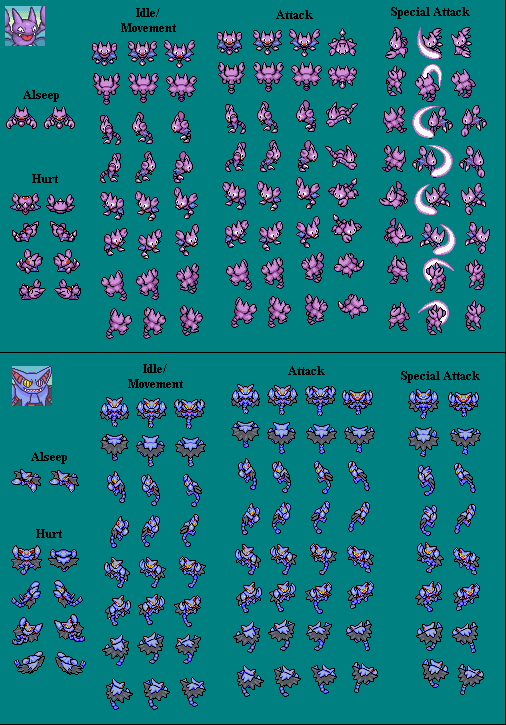 Idle/
Movement
Attack
Special Attack
Alseep
Hurt
Idle/
Movement
Attack
Special Attack
Alseep
Hurt